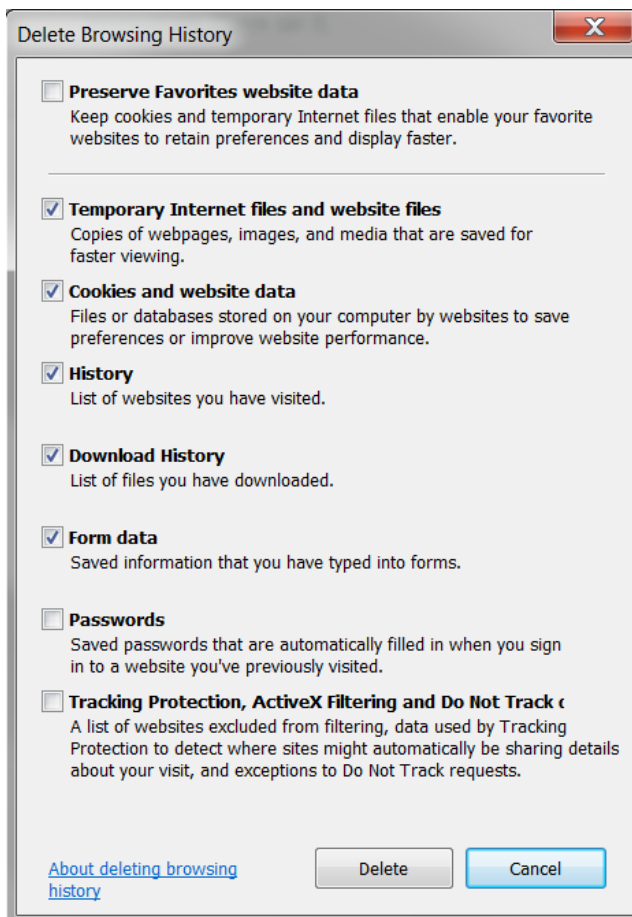 Delete Browsing History
X
Preserve Favorites website data
Keep cookies and temporary Internet files that enable your favorite
websites to retain preferences and display faster.
Temporary Internet files and website files
Copies of webpages, images, and media that are saved for
faster viewing.
Cookies and website data
Files or databases stored on your computer by websites to save
preferences or improve website performance.
History
List of websites you have visited.
Download History
List of files you have downloaded.
Form data
Saved information that you have typed into forms.
Passwords
Saved passwords that are automatically filled in when you sign
in to a website you've previously visited.
Tracking Protection, ActiveX Filtering and Do Not Track
A list of websites excluded from filtering, data used by Tracking
Protection to detect where sites might automatically be sharing details
about your visit, and exceptions to Do Not Track requests.
About deleting browsing
history
Delete
Cancel